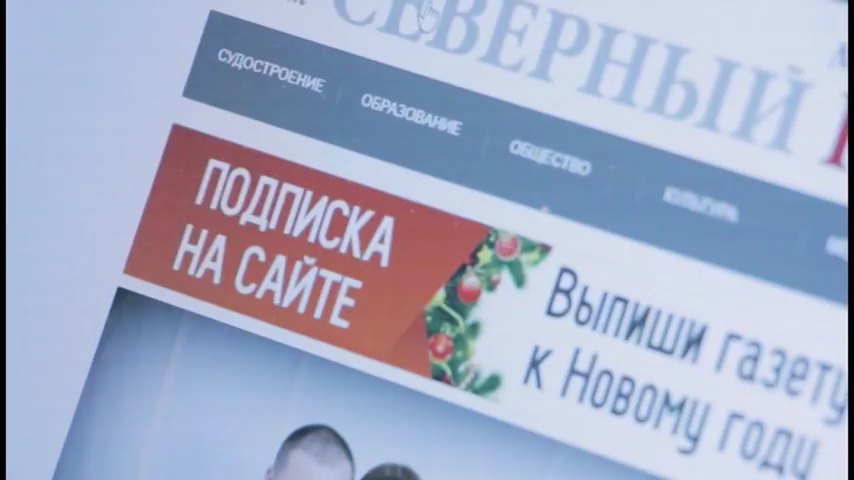 СЕВЕРНЫЙ
СУДОСТРОЕНИЕ ОБРАЗОВАНИЕ ОБЩЕСТВО КУЛЬТУРА
ПОДПИСКА
НА САЙТЕ
Выпиши газету
к Новому году